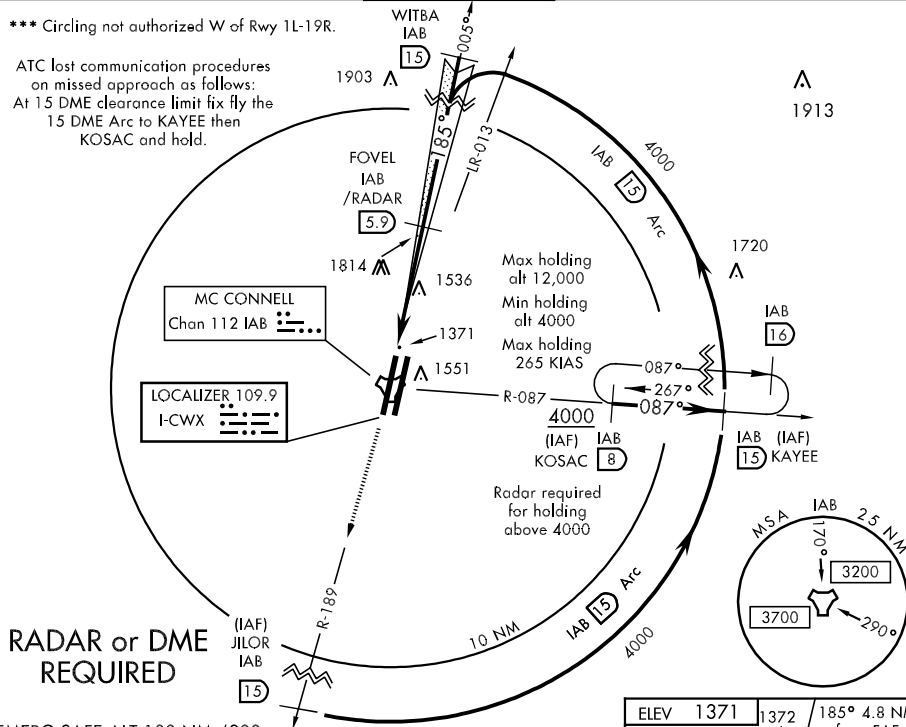 *** Circling not authorized W of Rwy 1L-19R.
ATC lost communication procedures
on missed approach as follows:
At 15 DME clearance limit fix fly the
15 DME Arc to KAYEE then
KOSAC and hold.
WITBA
IAB
15
005°
1903
1913
185°
LR-013
FOVEL
IAB
/RADAR
5.9
IAB 15 Arc
4000
1814
1536
1720
Max holding
alt 12,000
Min holding
alt 4000
Max holding
265 KIAS
MC CONNELL
Chan 112 IAB
1371
1551
IAB
16
LOCALIZER 109.9
I-CWX
R-087
087°
267°
087°
4000
(IAF)
KOSAC
IAB
8
IAB
15
(IAF)
KAYEE
Radar required
for holding
above 4000
MSA IAB 25 NM
170°
3200
3700
290°
R-189
(IAF)
JILOR
IAB
15
10 NM
IAB 15 Arc
4000
RADAR or DME
REQUIRED
ELEV 1371
1372
185° 4.8 NM